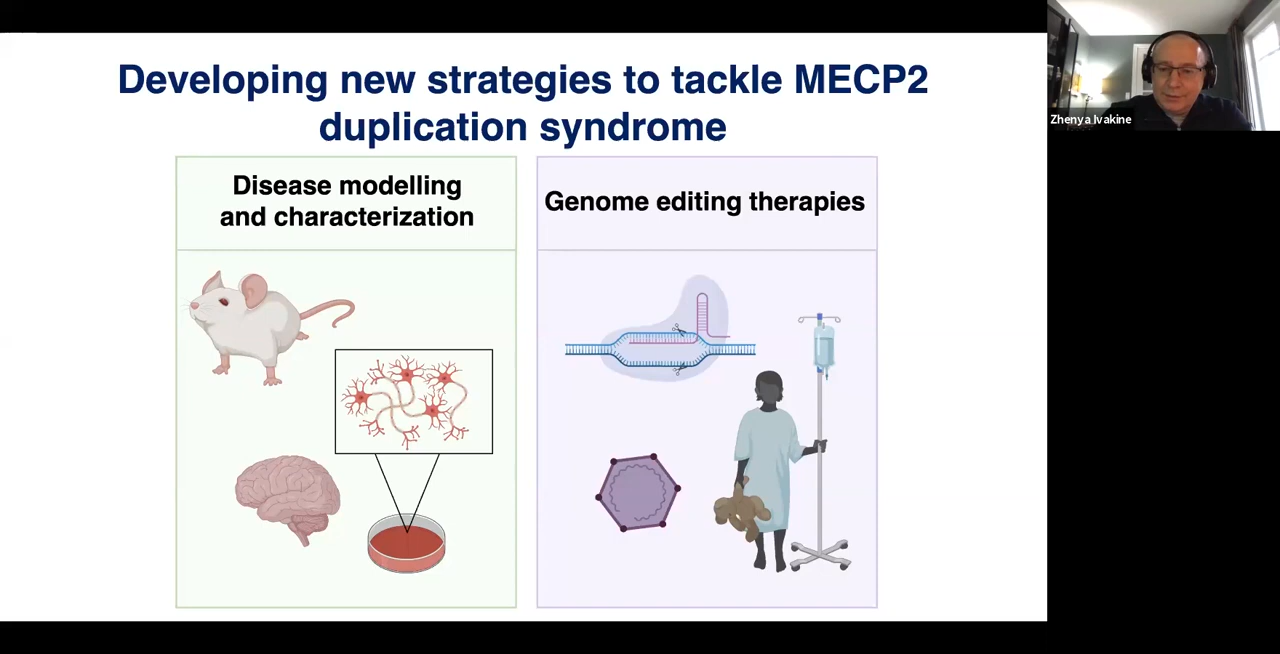 Developing new strategies to tackle MECP2
duplication syndrome
Disease modelling
and characterization
Genome editing therapies
Zhenya Ivakine